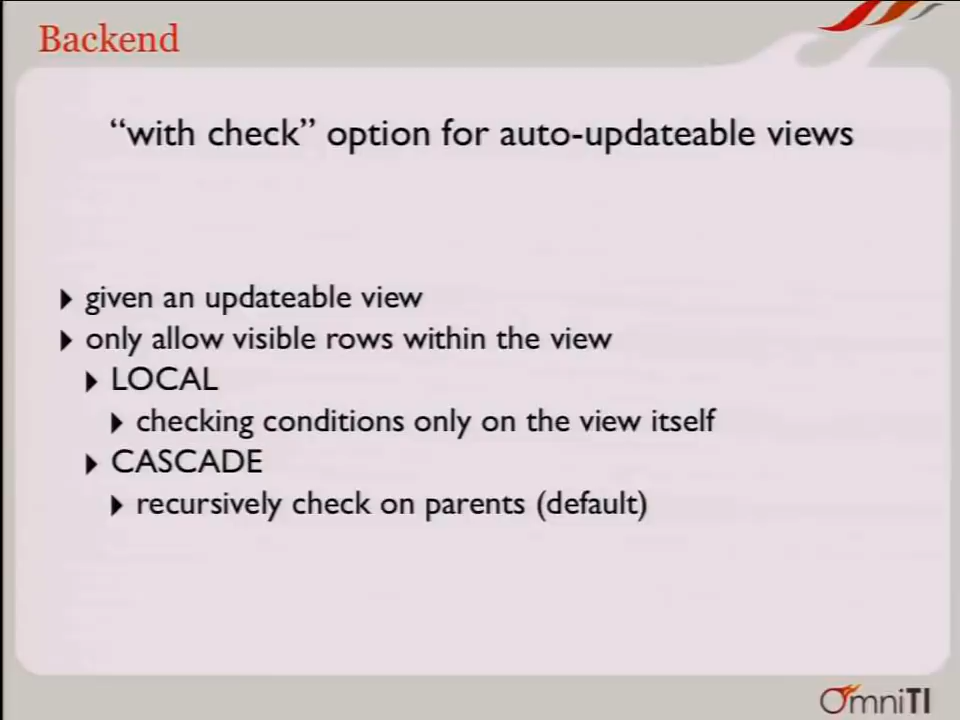 Backend
“with check” option for auto-updateable views
given an updateable view
only allow visible rows within the view
LOCAL
checking conditions only on the view itself
CASCADE
recursively check on parents (default)
OmniTI